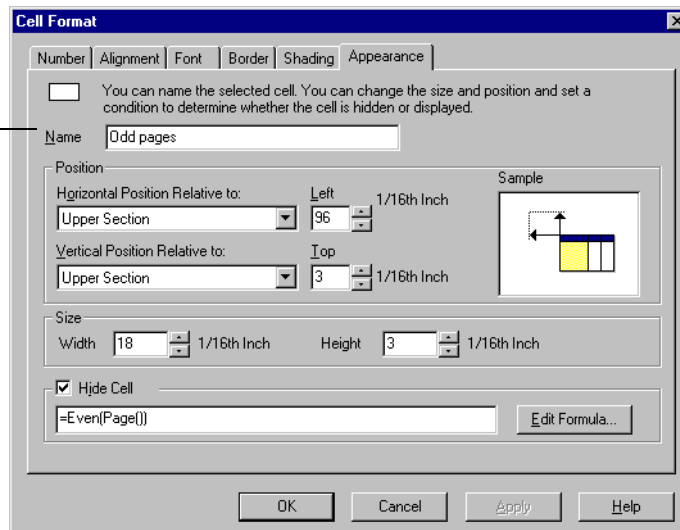 Cell Format
Number Alignment Font Border Shading Appearance
You can name the selected cell. You can change the size and position and set a
condition to determine whether the cell is hidden or displayed.
Name Odd pages
Position
Horizontal Position Relative to: Left Sample
Upper Section 96 1/16th Inch
Vertical Position Relative to: Top
Upper Section 3 1/16th Inch
Size
Width 18 1/16th Inch Height 3 1/16th Inch
Hide Cell
=Even(Page()) Edit Formula...
OK Cancel Apply Help